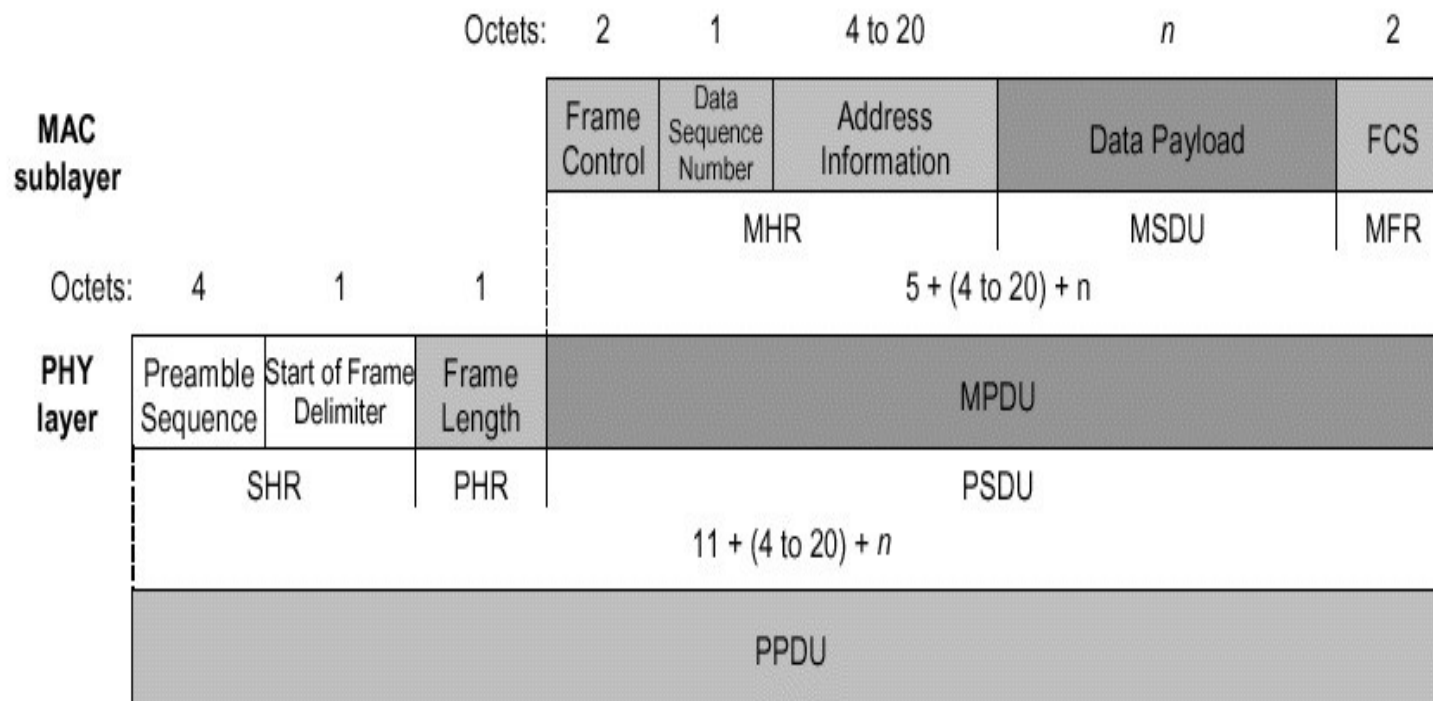 Octets: 2 1 4 to 20 n 2
MAC sublayer
Frame Control
Data Sequence Number
Address Information
Data Payload
FCS
MHR MSDU MFR
Octets: 4 1 1 5 + (4 to 20) + n
PHY layer
Preamble Sequence
Start of Frame Delimiter
Frame Length
MPDU
SHR PHR PSDU
11 + (4 to 20) + n
PPDU